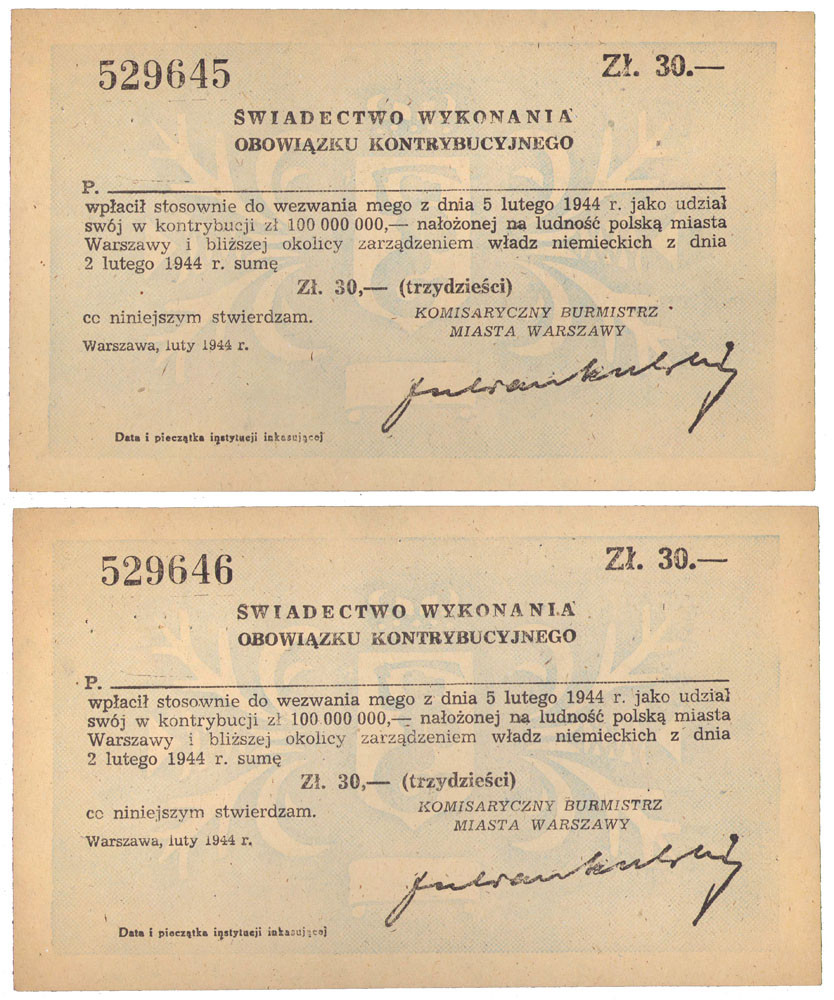 529645
Zł. 30.—
ŚWIADECTWO WYKONANIA
OBOWIĄZKU KONTRYBUCYJNEGO
P.
wpłacił stosownie do wezwania mego z dnia 5 lutego 1944 r. jako udział
swój w kontrybucji zł 100 000 000,— nałożonej na ludność polską miasta
Warszawy i bliższej okolicy zarządzeniem władz niemieckich z dnia
2 lutego 1944 r. sumę
Zł. 30,— (trzydzieści)
co niniejszym stwierdzam.
KOMISARYCZNY BURMISTRZ
MIASTA WARSZAWY
Warszawa, luty 1944 r.
Data i pieczątka instytucji inkasującej
529646
Zł. 30.—
ŚWIADECTWO WYKONANIA
OBOWIĄZKU KONTRYBUCYJNEGO
P.
wpłacił stosownie do wezwania mego z dnia 5 lutego 1944 r. jako udział
swój w kontrybucji zł 100 000 000,— nałożonej na ludność polską miasta
Warszawy i bliższej okolicy zarządzeniem władz niemieckich z dnia
2 lutego 1944 r. sumę
Zł. 30,— (trzydzieści)
co niniejszym stwierdzam.
KOMISARYCZNY BURMISTRZ
MIASTA WARSZAWY
Warszawa, luty 1944 r.
Data i pieczątka instytucji inkasującej